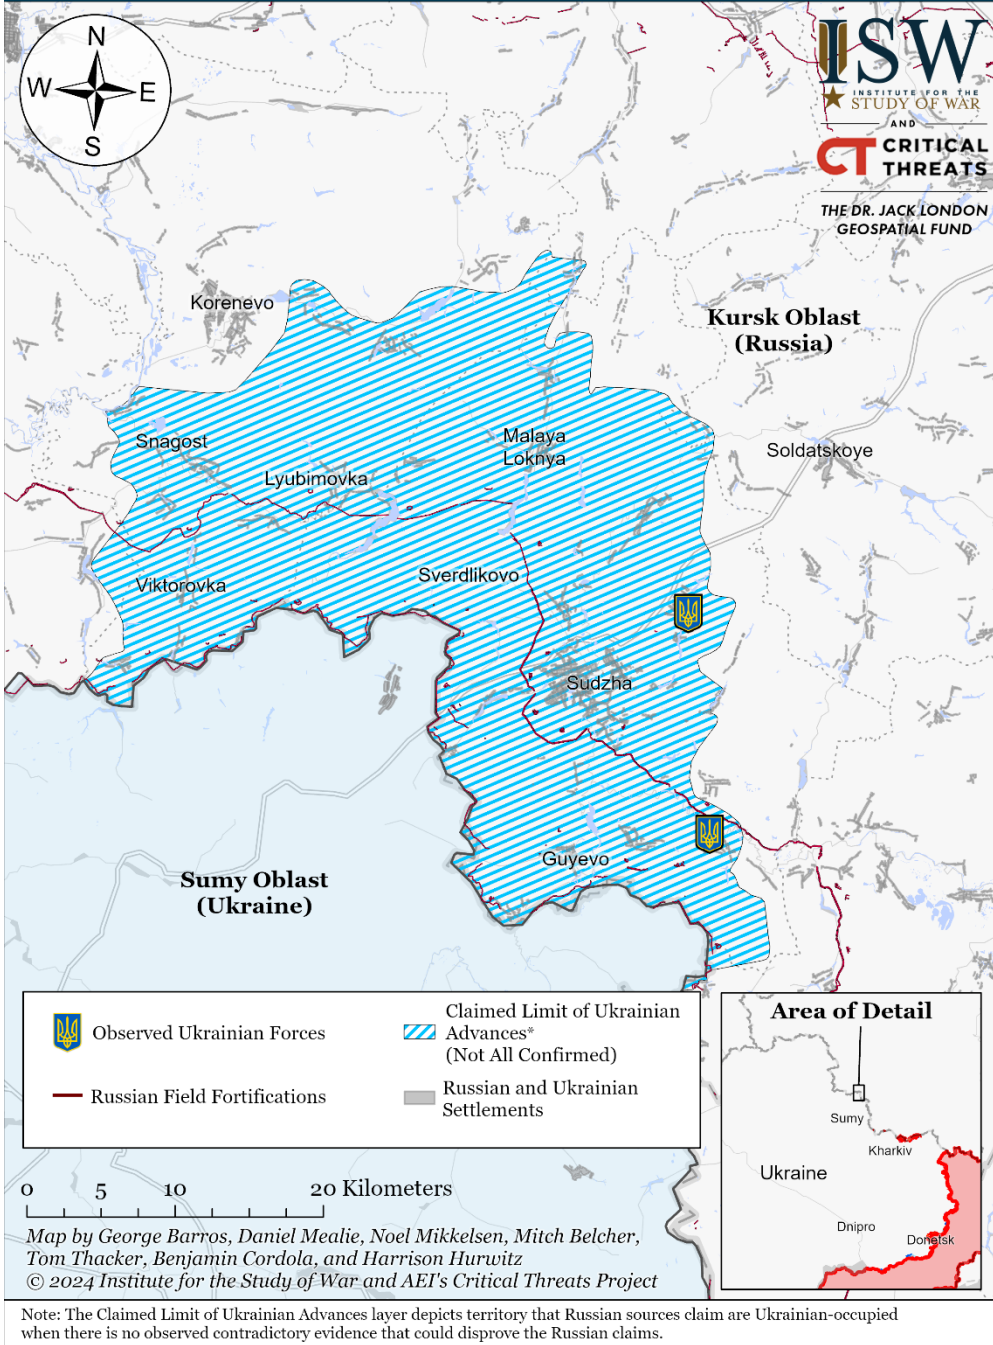 N
W
E
S
ISW
INSTITUTE FOR THE
STUDY OF WAR
AND
CT CRITICAL
THREATS
THE DR. JACK LONDON
GEOSPATIAL FUND
Korenevo
Kursk Oblast
(Russia)
Snagost
Malaya
Loknya
Soldatskoye
Lyubimovka
Viktorovka
Sverdlikovo
Sudzha
Guyevo
Sumy Oblast
(Ukraine)
Observed Ukrainian Forces
Claimed Limit of Ukrainian
Advances*
(Not All Confirmed)
Russian Field Fortifications
Russian and Ukrainian
Settlements
Area of Detail
Sumy
Kharkiv
Ukraine
Dnipro
Donetsk
0 5 10 20 Kilometers
Map by George Barros, Daniel Mealie, Noel Mikkelsen, Mitch Belcher,
Tom Thacker, Benjamin Cordola, and Harrison Hurwitz
© 2024 Institute for the Study of War and AEI's Critical Threats Project
Note: The Claimed Limit of Ukrainian Advances layer depicts territory that Russian sources claim are Ukrainian-occupied
when there is no observed contradictory evidence that could disprove the Russian claims.